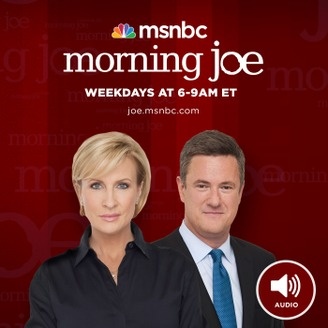 msnbc
morning joe
WEEKDAYS AT 6-9AM ET
joe.msnbc.com
AUDIO